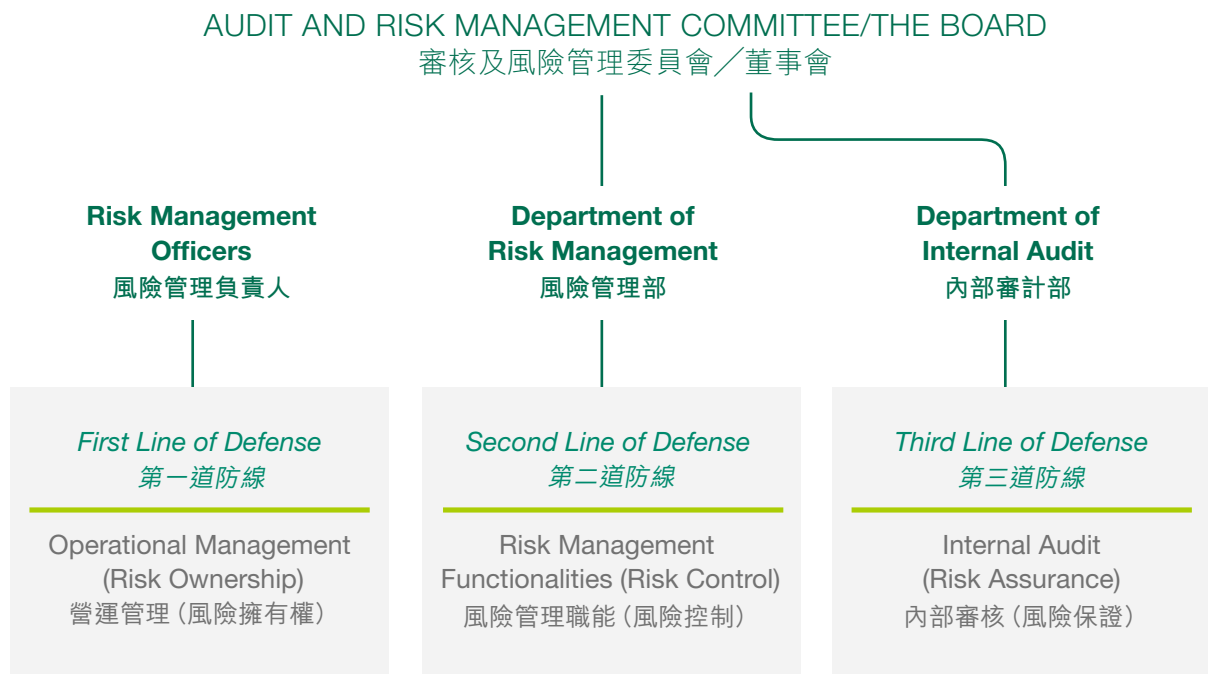 AUDIT AND RISK MANAGEMENT COMMITTEE/THE BOARD
審核及風險管理委員會／董事會
Risk Management
Officers
風險管理負責人
Department of
Risk Management
風險管理部
Department of
Internal Audit
內部審計部
First Line of Defense
第一道防線
Operational Management
(Risk Ownership)
營運管理（風險擁有權）
Second Line of Defense
第二道防線
Risk Management
Functionalities (Risk Control)
風險管理職能（風險控制）
Third Line of Defense
第三道防線
Internal Audit
(Risk Assurance)
內部審核（風險保證）